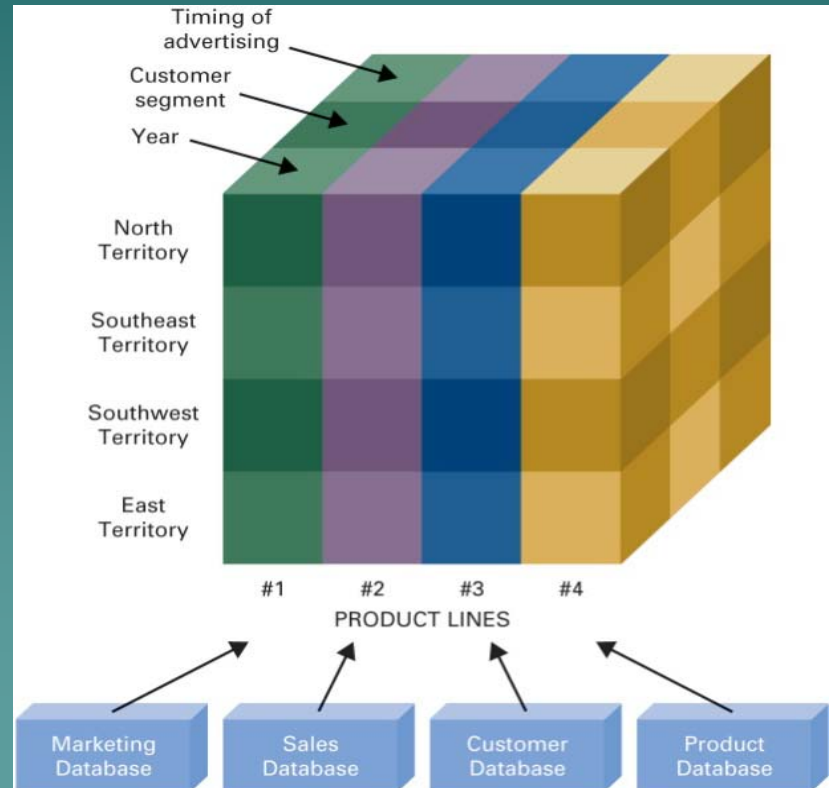 Timing of
advertising
Customer
segment
Year
North
Territory
Southeast
Territory
Southwest
Territory
East
Territory
#1 #2 #3 #4
PRODUCT LINES
Marketing
Database
Sales
Database
Customer
Database
Product
Database